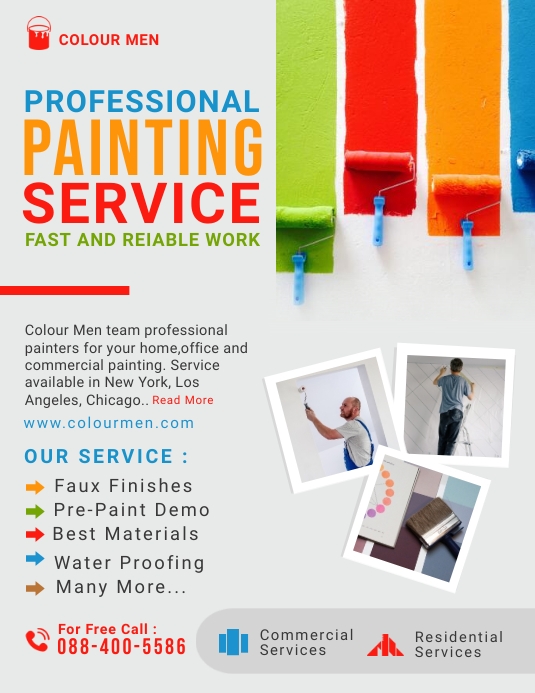 COLOUR MEN
PROFESSIONAL
PAINTING
SERVICE
FAST AND REIABLE WORK
Colour Men team professional
painters for your home,office and
commercial painting. Service
available in New York, Los
Angeles, Chicago.. Read More
www.colourmen.com
OUR SERVICE :
Faux Finishes
Pre-Paint Demo
Best Materials
Water Proofing
Many More...
For Free Call :
088-400-5586
Commercial
Services
Residential
Services